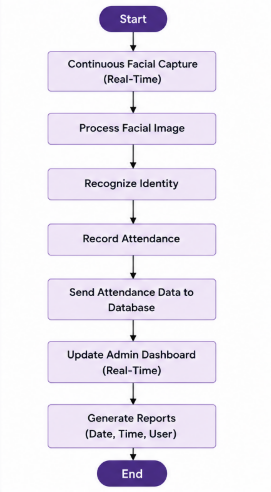 Start
Continuous Facial Capture
(Real-Time)
Process Facial Image
Recognize Identity
Record Attendance
Send Attendance Data to
Database
Update Admin Dashboard
(Real-Time)
Generate Reports
(Date, Time, User)
End